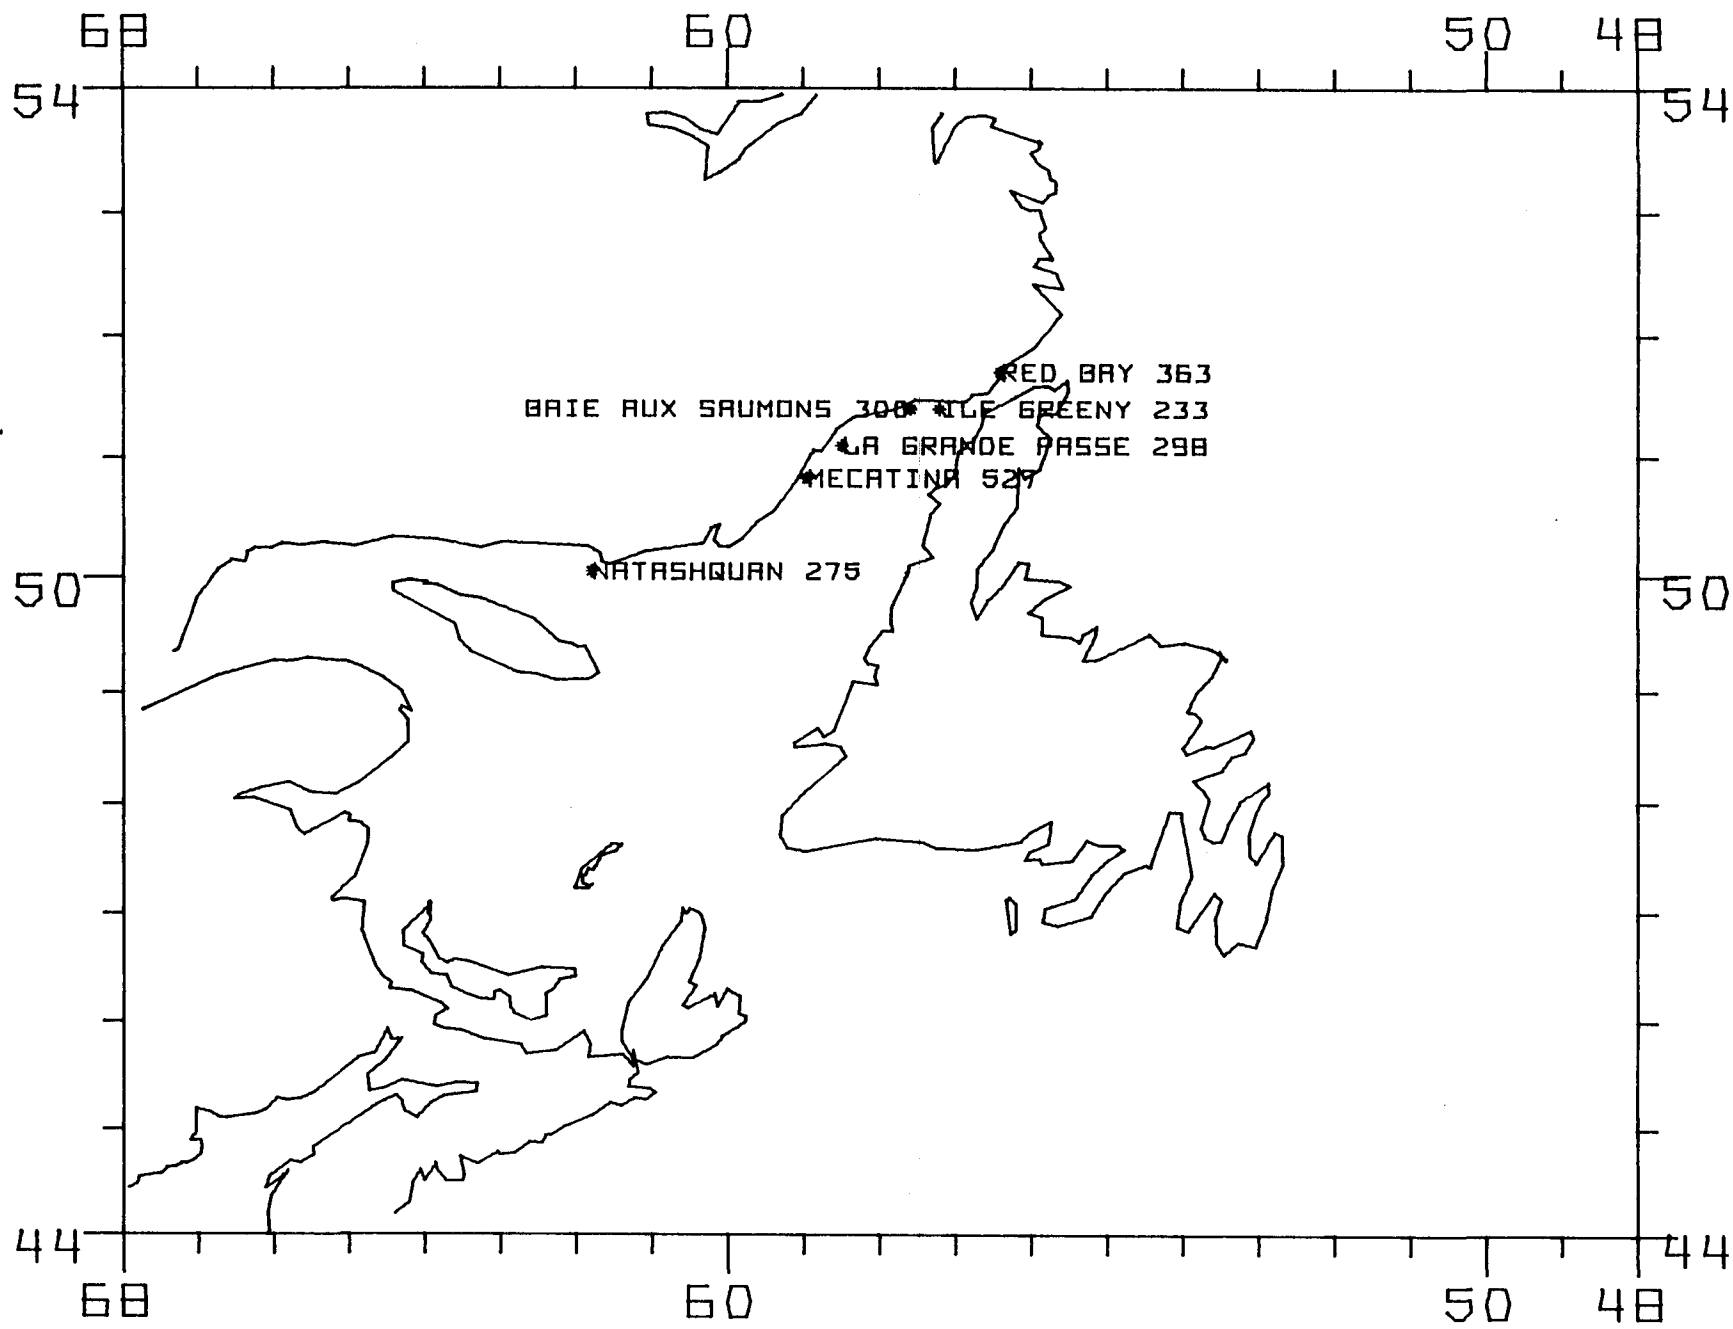 68 60 50 48
54 54
RED BAY 363
BAIE AUX SAUMONS ILE GREENY 233
LA GRANDE PASSE 298
MECATINA 527
NATASHQUAN 275
50 50
44 44
68 60 50 48